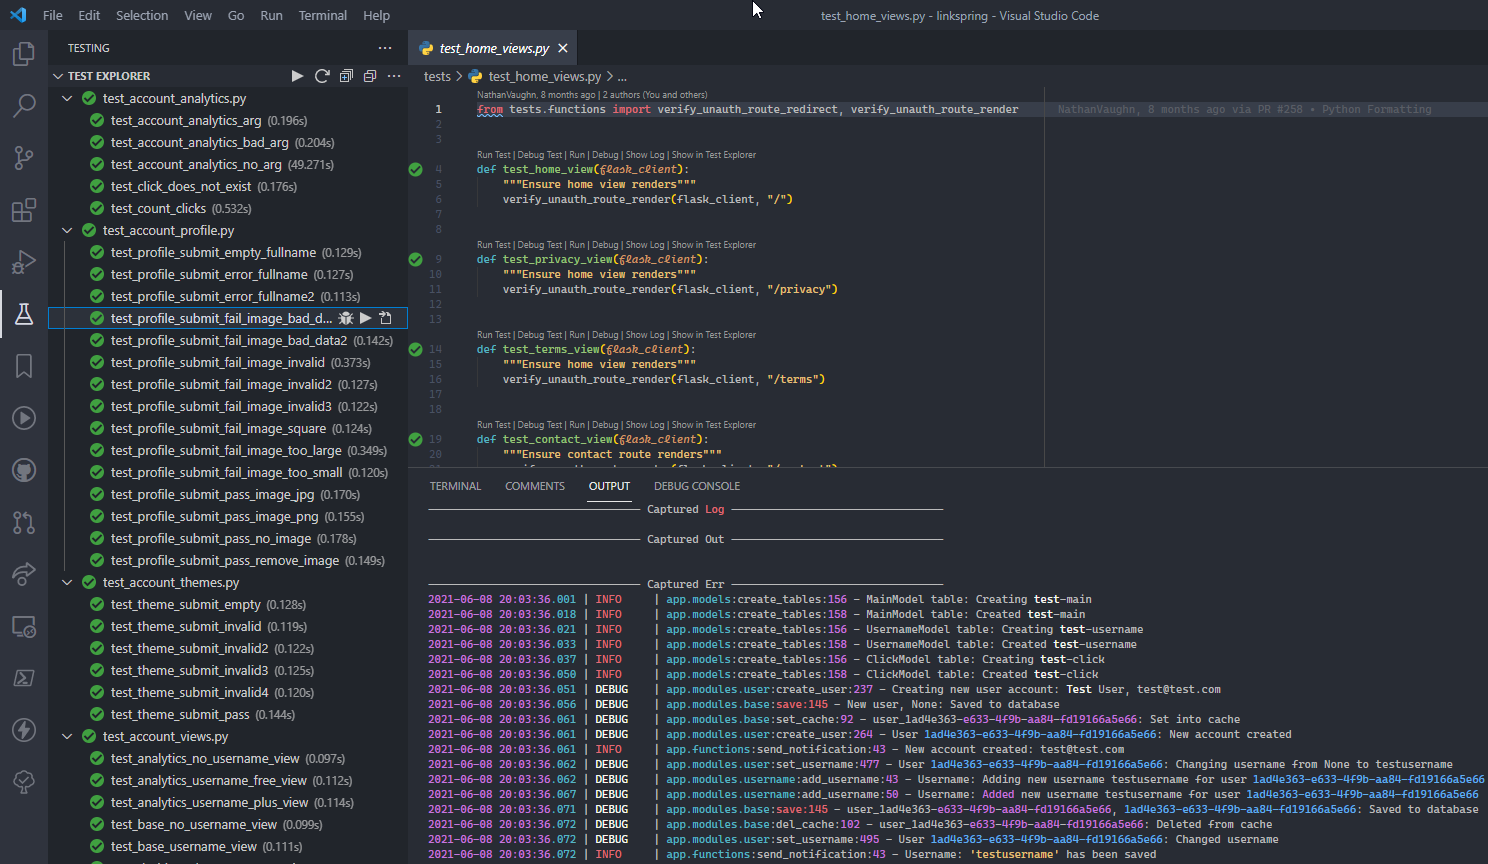 File Edit Selection View Go Run Terminal Help
test_home_views.py - linkspring - Visual Studio Code
TESTING
TEST EXPLORER
test_account_analytics.py
test_account_analytics_arg (0.196s)
test_account_analytics_bad_arg (0.204s)
test_account_analytics_no_arg (49.271s)
test_click_does_not_exist (0.176s)
test_count_clicks (0.532s)
test_account_profile.py
test_profile_submit_empty_fullname (0.129s)
test_profile_submit_error_fullname (0.127s)
test_profile_submit_error_fullname2 (0.113s)
test_profile_submit_fail_image_bad_d...
test_profile_submit_fail_image_bad_data2 (0.142s)
test_profile_submit_fail_image_invalid (0.373s)
test_profile_submit_fail_image_invalid2 (0.127s)
test_profile_submit_fail_image_invalid3 (0.122s)
test_profile_submit_fail_image_square (0.124s)
test_profile_submit_fail_image_too_large (0.349s)
test_profile_submit_fail_image_too_small (0.120s)
test_profile_submit_pass_image_jpg (0.170s)
test_profile_submit_pass_image_png (0.155s)
test_profile_submit_pass_no_image (0.178s)
test_profile_submit_pass_remove_image (0.149s)
test_account_themes.py
test_theme_submit_empty (0.128s)
test_theme_submit_invalid (0.119s)
test_theme_submit_invalid2 (0.122s)
test_theme_submit_invalid3 (0.125s)
test_theme_submit_invalid4 (0.120s)
test_theme_submit_pass (0.144s)
test_account_views.py
test_analytics_no_username_view (0.097s)
test_analytics_username_free_view (0.112s)
test_analytics_username_plus_view (0.114s)
test_base_no_username_view (0.099s)
test_base_username_view (0.111s)
test_home_views.py
tests > test_home_views.py > ...
NathanVaughn, 8 months ago | 2 authors (You and others)
1 from tests.functions import verify_unauth_route_redirect, verify_unauth_route_render NathanVaughn, 8 months ago via PR #258 • Python Formatting
2
3
Run Test | Debug Test | Run | Debug | Show Log | Show in Test Explorer
4 def test_home_view(flask_client):
5 """Ensure home view renders"""
6 verify_unauth_route_render(flask_client, "/")
7
8
Run Test | Debug Test | Run | Debug | Show Log | Show in Test Explorer
9 def test_privacy_view(flask_client):
10 """Ensure home view renders"""
11 verify_unauth_route_render(flask_client, "/privacy")
12
13
Run Test | Debug Test | Run | Debug | Show Log | Show in Test Explorer
14 def test_terms_view(flask_client):
15 """Ensure home view renders"""
16 verify_unauth_route_render(flask_client, "/terms")
17
18
Run Test | Debug Test | Run | Debug | Show Log | Show in Test Explorer
19 def test_contact_view(flask_client):
20 """Ensure contact route renders"""
TERMINAL COMMENTS OUTPUT DEBUG CONSOLE
Captured Log
Captured Out
Captured Err
2021-06-08 20:03:36.001 | INFO | app.models:create_tables:156 - MainModel table: Creating test-main
2021-06-08 20:03:36.018 | INFO | app.models:create_tables:158 - MainModel table: Created test-main
2021-06-08 20:03:36.021 | INFO | app.models:create_tables:156 - UsernameModel table: Creating test-username
2021-06-08 20:03:36.033 | INFO | app.models:create_tables:158 - UsernameModel table: Created test-username
2021-06-08 20:03:36.037 | INFO | app.models:create_tables:156 - ClickModel table: Creating test-click
2021-06-08 20:03:36.050 | INFO | app.models:create_tables:158 - ClickModel table: Created test-click
2021-06-08 20:03:36.051 | DEBUG | app.modules.user:create_user:237 - Creating new user account: Test User, test@test.com
2021-06-08 20:03:36.056 | DEBUG | app.modules.base:save:145 - New user, None: Saved to database
2021-06-08 20:03:36.061 | DEBUG | app.modules.base:set_cache:92 - user_1ad4e363-e633-4f9b-aa84-fd19166a5e66: Set into cache
2021-06-08 20:03:36.061 | DEBUG | app.modules.user:create_user:264 - User 1ad4e363-e633-4f9b-aa84-fd19166a5e66: New account created
2021-06-08 20:03:36.061 | INFO | app.functions:send_notification:43 - New account created: test@test.com
2021-06-08 20:03:36.062 | DEBUG | app.modules.user:set_username:477 - User 1ad4e363-e633-4f9b-aa84-fd19166a5e66: Changing username from None to testusername
2021-06-08 20:03:36.062 | DEBUG | app.modules.username:add_username:43 - Username: Adding new username testusername for user 1ad4e363-e633-4f9b-aa84-fd19166a5e66
2021-06-08 20:03:36.067 | DEBUG | app.modules.username:add_username:50 - Username: Added new username testusername for user 1ad4e363-e633-4f9b-aa84-fd19166a5e66
2021-06-08 20:03:36.071 | DEBUG | app.modules.base:save:145 - user_1ad4e363-e633-4f9b-aa84-fd19166a5e66, 1ad4e363-e633-4f9b-aa84-fd19166a5e66: Saved to database
2021-06-08 20:03:36.072 | DEBUG | app.modules.base:del_cache:102 - user_1ad4e363-e633-4f9b-aa84-fd19166a5e66: Deleted from cache
2021-06-08 20:03:36.072 | DEBUG | app.modules.user:set_username:495 - User 1ad4e363-e633-4f9b-aa84-fd19166a5e66: Changed username
2021-06-08 20:03:36.072 | INFO | app.functions:send_notification:43 - Username: 'testusername' has been saved